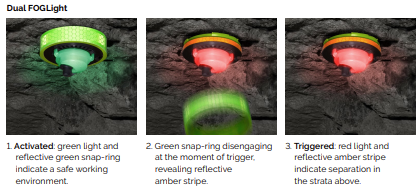 Dual FOGLight
1. Activated: green light and
reflective green snap-ring
indicate a safe working
environment.
2. Green snap-ring disengaging
at the moment of trigger,
revealing reflective
amber stripe.
3. Triggered: red light and
reflective amber stripe
indicate separation in
the strata above.